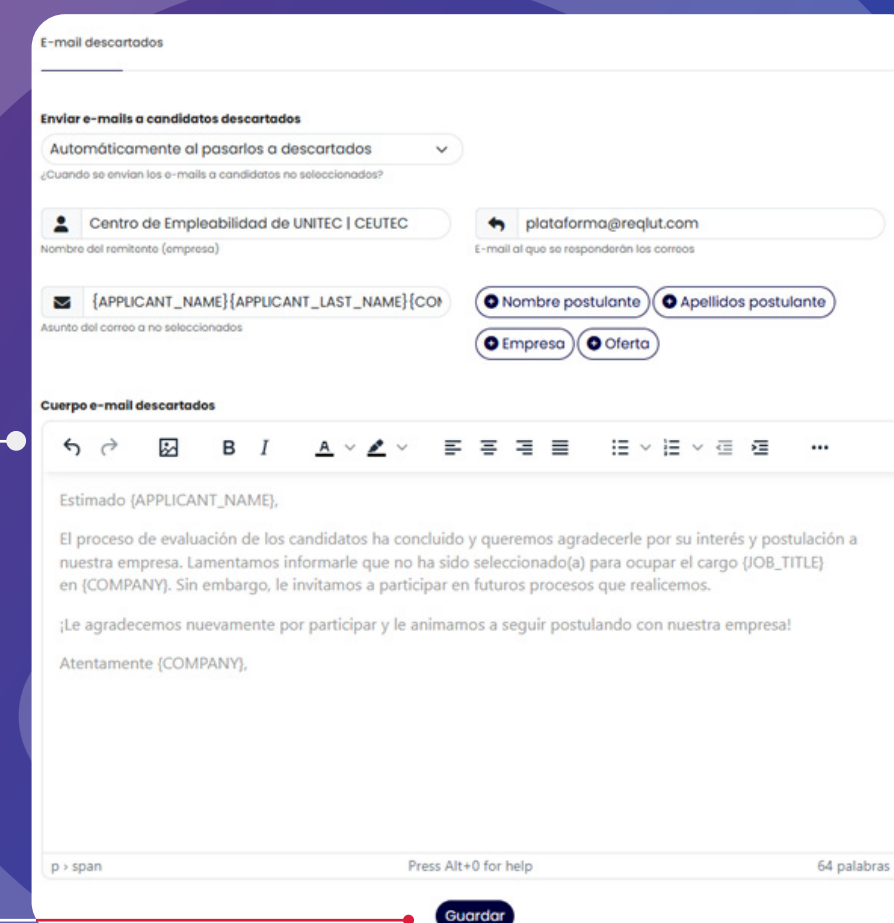 E-mail descartados
Enviar e-mails a candidatos descartados
Automáticamente al pasarlos a descartados
¿Cuando se envian los e-mails a candidatos no seleccionados?
Centro de Empleabilidad de UNITEC | CEUTEC
plataforma@reqlut.com
Nombre del remitente (empresa)
E-mail al que se responderán los correos
{APPLICANT_NAME}{APPLICANT_LAST_NAME}{COM
Nombre postulante
Apellidos postulante
Asunto del correo a no seleccionados
Empresa
Oferta
Cuerpo e-mail descartados
B I A
Estimado {APPLICANT_NAME},
El proceso de evaluación de los candidatos ha concluido y queremos agradecerle por su interés y postulación a
nuestra empresa. Lamentamos informarle que no ha sido seleccionado(a) para ocupar el cargo {JOB_TITLE}
en {COMPANY}. Sin embargo, le invitamos a participar en futuros procesos que realicemos.
¡Le agradecemos nuevamente por participar y le animamos a seguir postulando con nuestra empresa!
Atentamente {COMPANY},
p › span
Press Alt+0 for help
64 palabras
Guardar